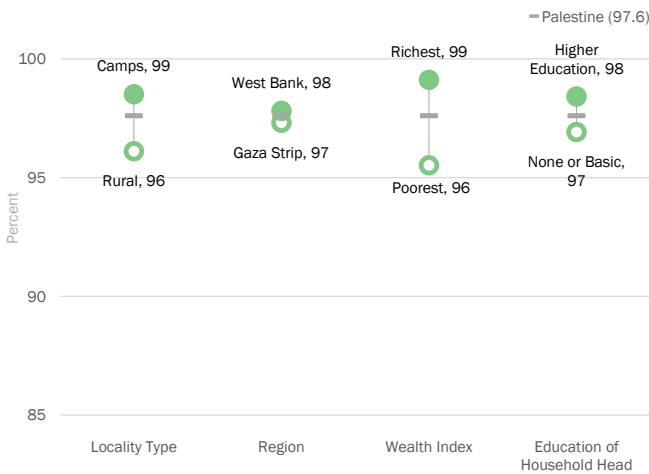 Palestine (97.6)
100
95
90
85
Percent
Camps, 99
Rural, 96
West Bank, 98
Gaza Strip, 97
Richest, 99
Poorest, 96
Higher
Education, 98
None or Basic,
97
Locality Type
Region
Wealth Index
Education of
Household Head